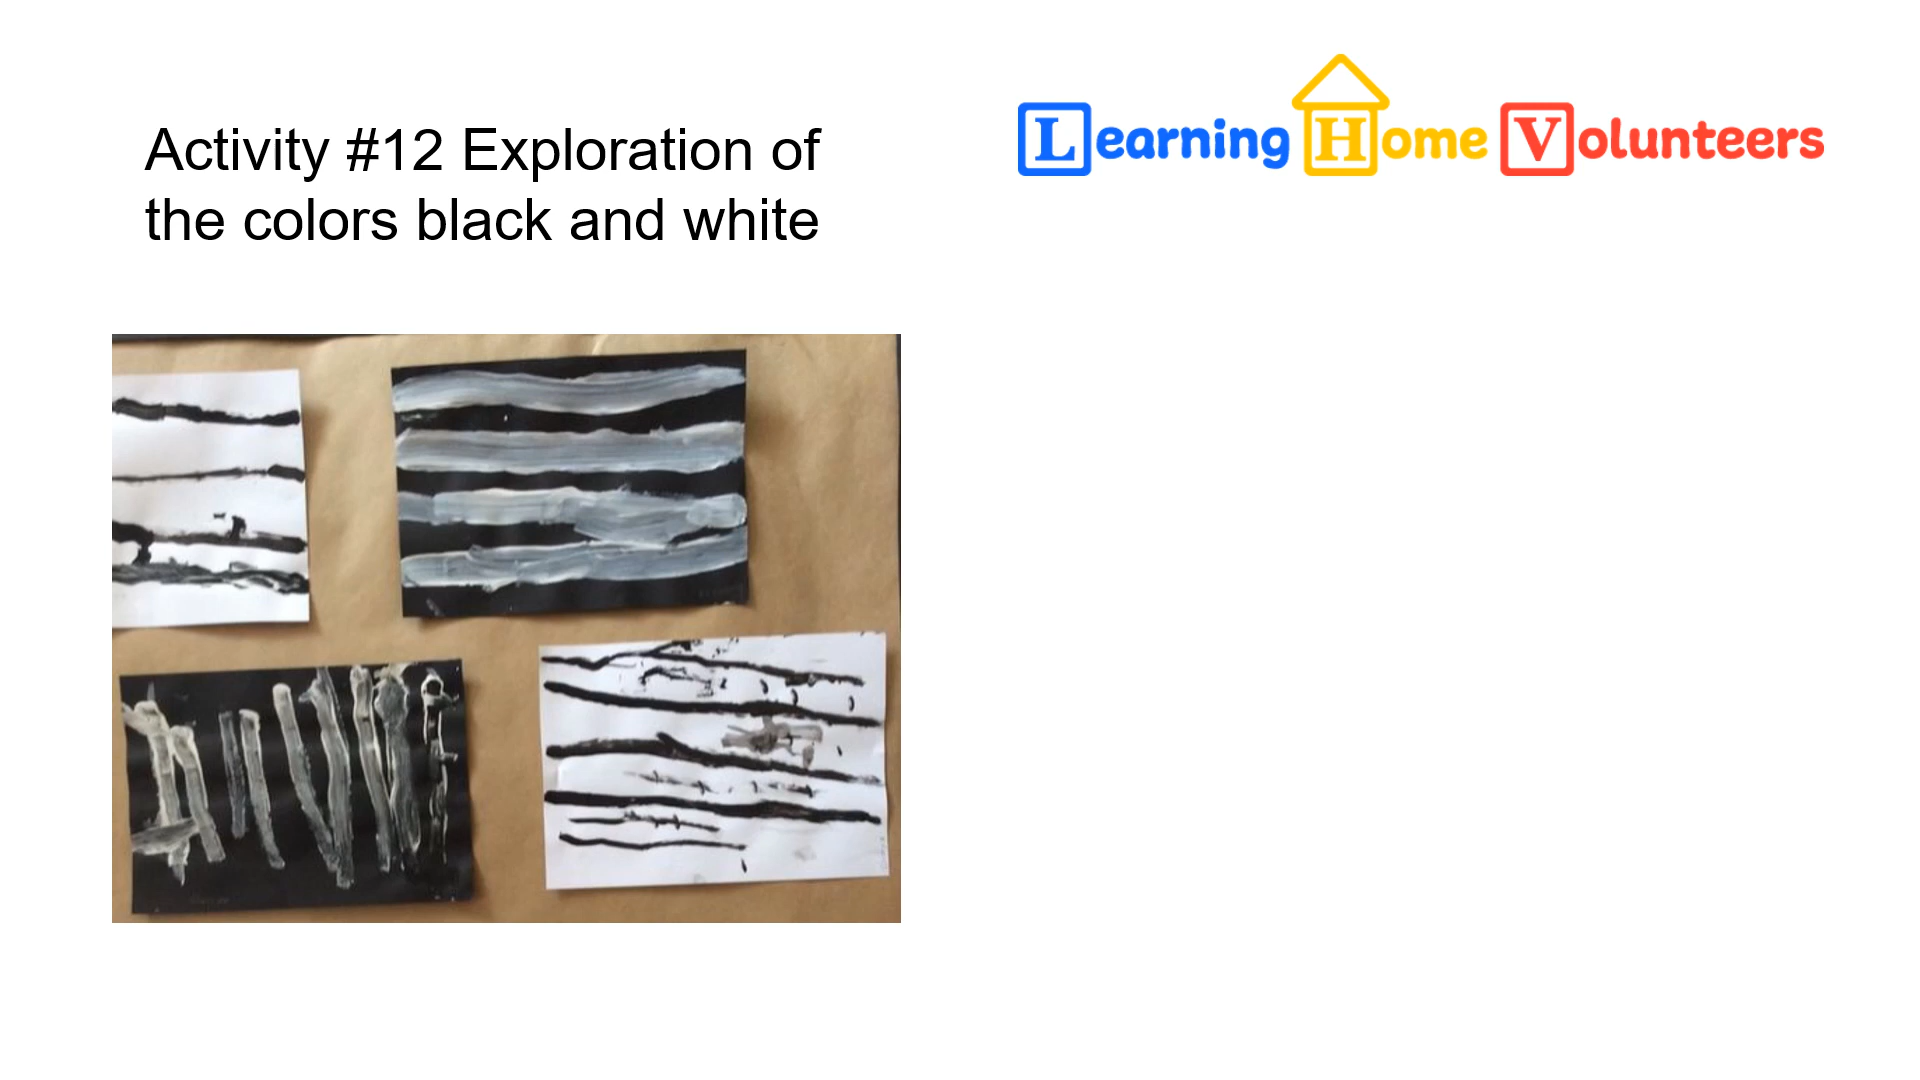 Activity #12 Exploration of
the colors black and white
Learning Home Volunteers